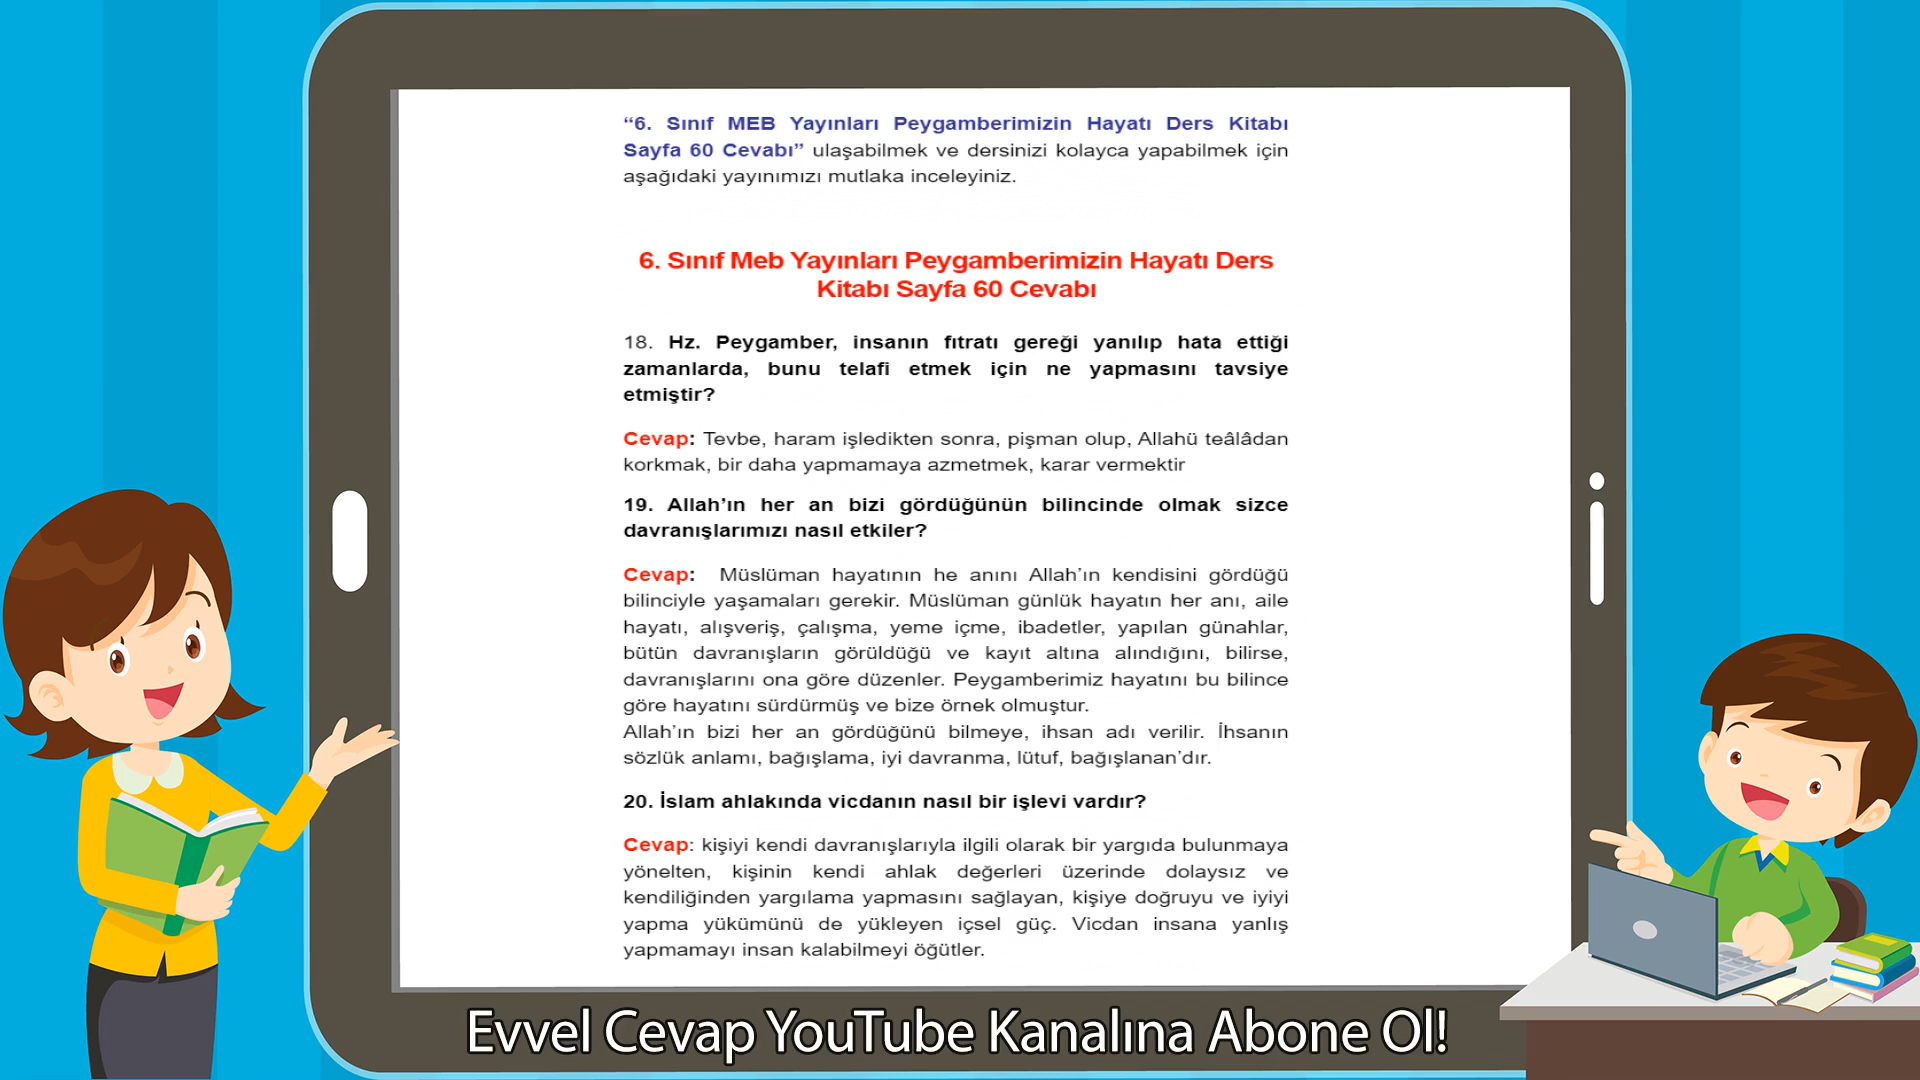 “6. Sınıf MEB Yayınları Peygamberimizin Hayatı Ders Kitabı
Sayfa 60 Cevabı” ulaşabilmek ve dersinizi kolayca yapabilmek için
aşağıdaki yayınımızı mutlaka inceleyiniz.
6. Sınıf Meb Yayınları Peygamberimizin Hayatı Ders
Kitabı Sayfa 60 Cevabı
18. Hz. Peygamber, insanın fıtratı gereği yanılıp hata ettiği
zamanlarda, bunu telafi etmek için ne yapmasını tavsiye
etmiştir?
Cevap: Tevbe, haram işledikten sonra, pişman olup, Allahü teâlâdan
korkmak, bir daha yapmamaya azmetmek, karar vermektir
19. Allah’ın her an bizi gördüğünün bilincinde olmak sizce
davranışlarımızı nasıl etkiler?
Cevap: Müslüman hayatının he anını Allah’ın kendisini gördüğü
bilinciyle yaşamaları gerekir. Müslüman günlük hayatın her anı, aile
hayatı, alışveriş, çalışma, yeme içme, ibadetler, yapılan günahlar,
bütün davranışların görüldüğü ve kayıt altına alındığını, bilirse,
davranışlarını ona göre düzenler. Peygamberimiz hayatını bu bilince
göre hayatını sürdürmüş ve bize örnek olmuştur.
Allah’ın bizi her an gördüğünü bilmeye, ihsan adı verilir. İhsanın
sözlük anlamı, bağışlama, iyi davranma, lütuf, bağışlanan’dır.
20. İslam ahlakında vicdanın nasıl bir işlevi vardır?
Cevap: kişiyi kendi davranışlarıyla ilgili olarak bir yargıda bulunmaya
yönelten, kişinin kendi ahlak değerleri üzerinde dolaysız ve
kendiliğinden yargılama yapmasını sağlayan, kişiye doğruyu ve iyiyi
yapma yükümünü de yükleyen içsel güç. Vicdan insana yanlış
yapmamayı insan kalabilmeyi öğütler.
Evvel Cevap YouTube Kanalına Abone Ol!